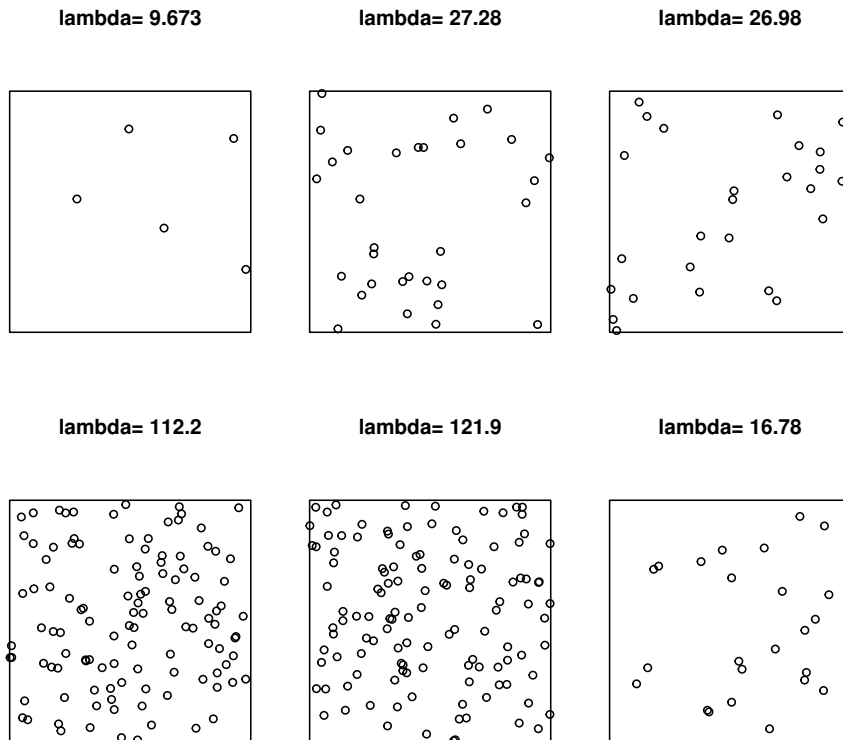 lambda= 9.673
lambda= 27.28
lambda= 26.98
lambda= 112.2
lambda= 121.9
lambda= 16.78